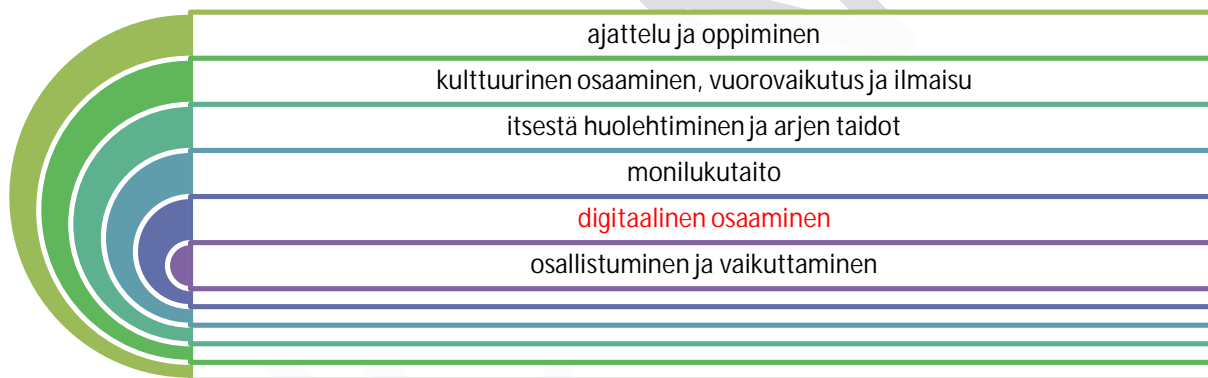 ajattelu ja oppiminen
kulttuurinen osaaminen, vuorovaikutus ja ilmaisu
itsestä huolehtiminen ja arjen taidot
monilukutaito
digitaalinen osaaminen
osallistuminen ja vaikuttaminen